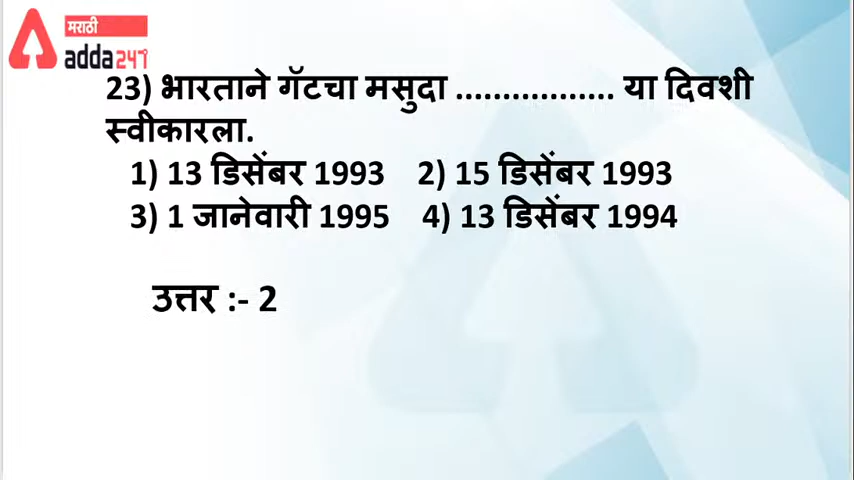 मराठी
adda247
23) भारताने गॅटचा मसुदा ................. या दिवशी
स्वीकारला.
1) 13 डिसेंबर 1993 2) 15 डिसेंबर 1993
3) 1 जानेवारी 1995 4) 13 डिसेंबर 1994
उत्तर :- 2